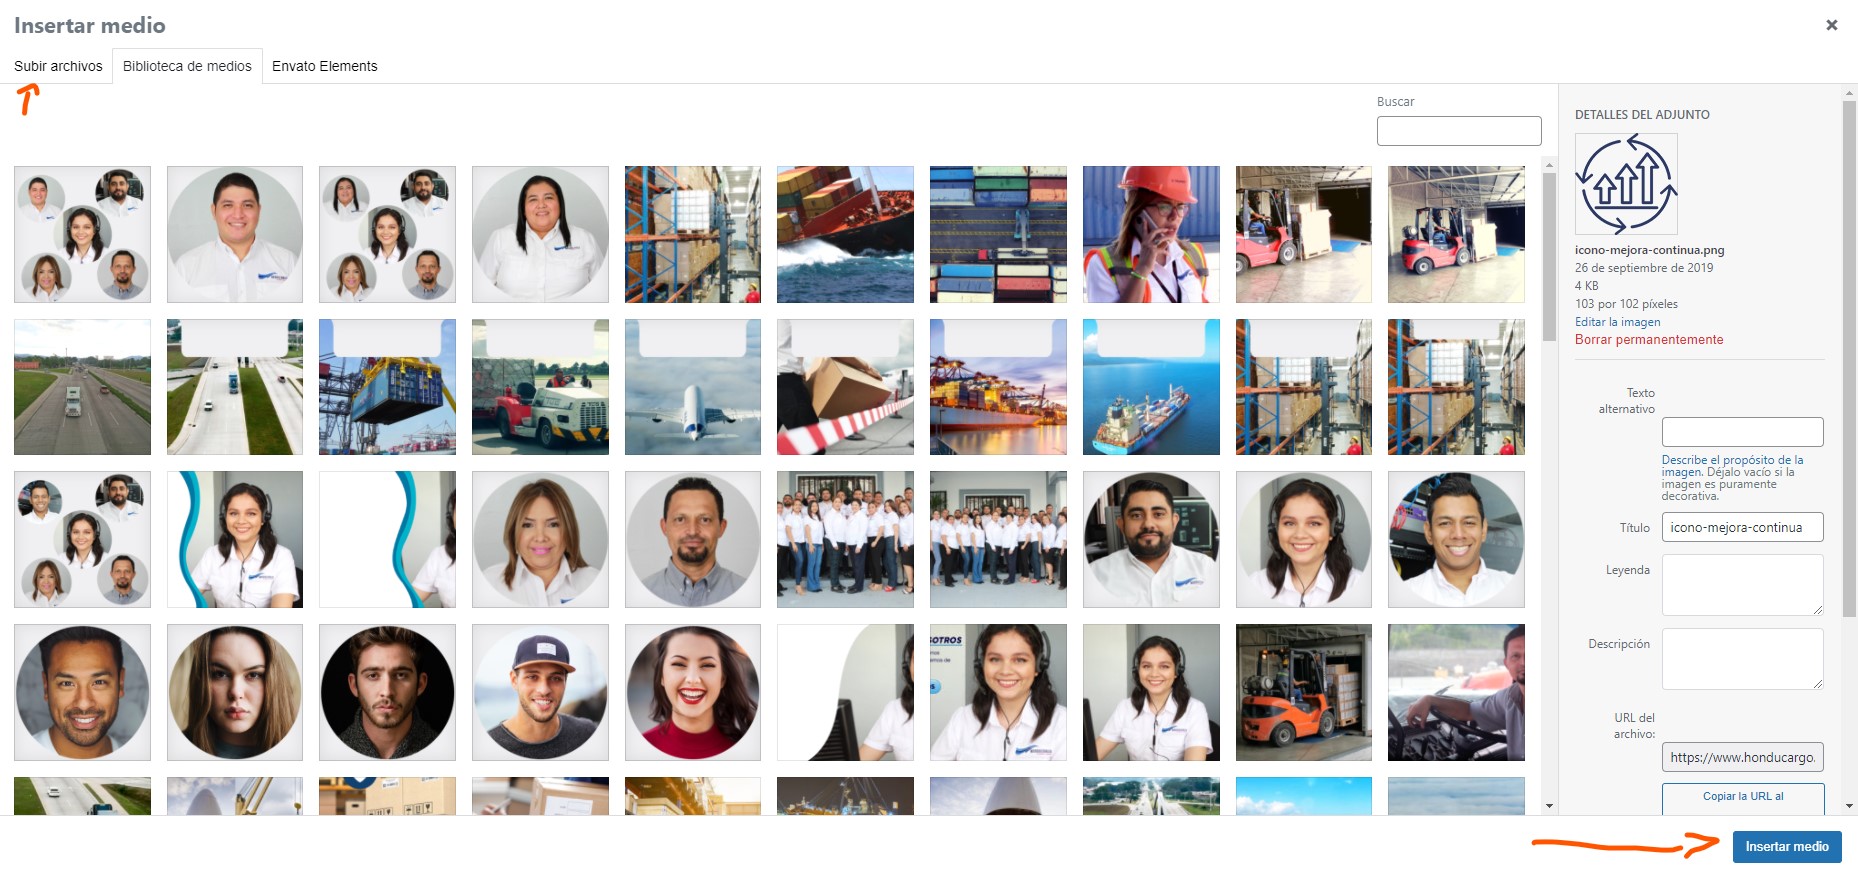 Insertar medio
Subir archivos
Biblioteca de medios
Envato Elements
Buscar
DETALLES DEL ADJUNTO
icono-mejora-continua.png
26 de septiembre de 2019
4 KB
103 por 102 píxeles
Editar la imagen
Borrar permanentemente
Texto
alternativo
Describe el propósito de la
imagen. Déjalo vacío si la
imagen es puramente
decorativa.
Título
icono-mejora-continua
Leyenda
Descripción
URL del
archivo:
https://www.honducargo.
Copiar la URL al
OSOTROS
Insertar medio